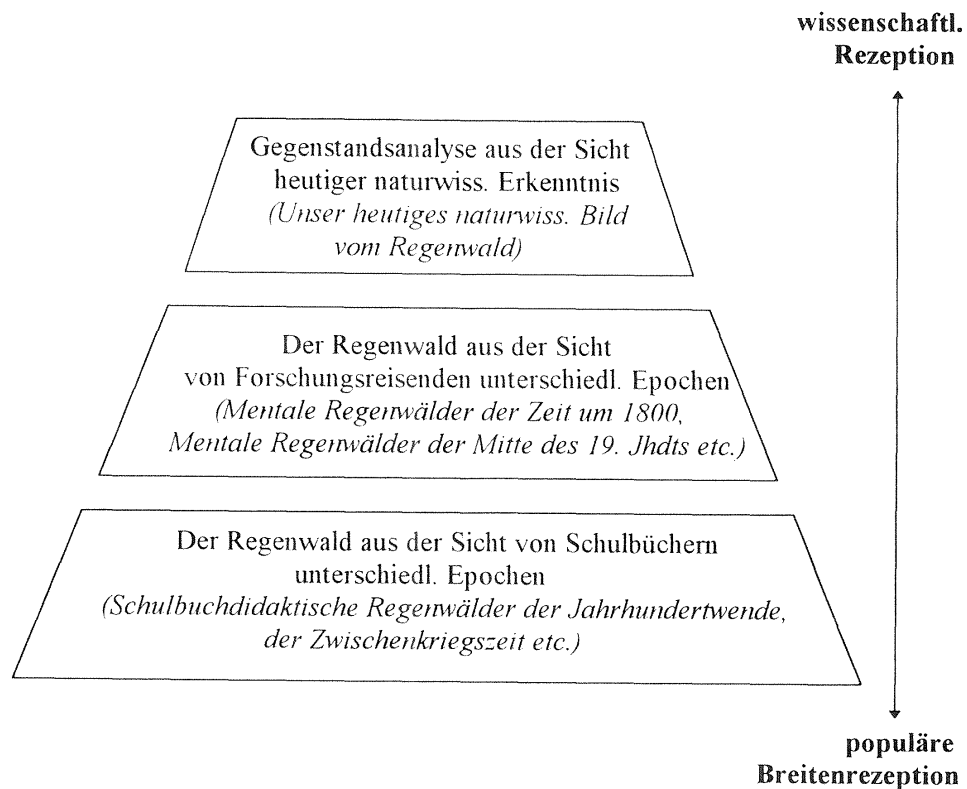 wissenschaftl.
Rezeption
Gegenstandsanalyse aus der Sicht
heutiger naturwiss. Erkenntnis
(Unser heutiges naturwiss. Bild
vom Regenwald)
Der Regenwald aus der Sicht
von Forschungsreisenden unterschiedl. Epochen
(Mentale Regenwälder der Zeit um 1800,
Mentale Regenwälder der Mitte des 19. Jhdts etc.)
Der Regenwald aus der Sicht von Schulbüchern
unterschiedl. Epochen
(Schulbuchdidaktische Regenwälder der Jahrhundertwende,
der Zwischenkriegszeit etc.)
populäre
Breitenrezeption